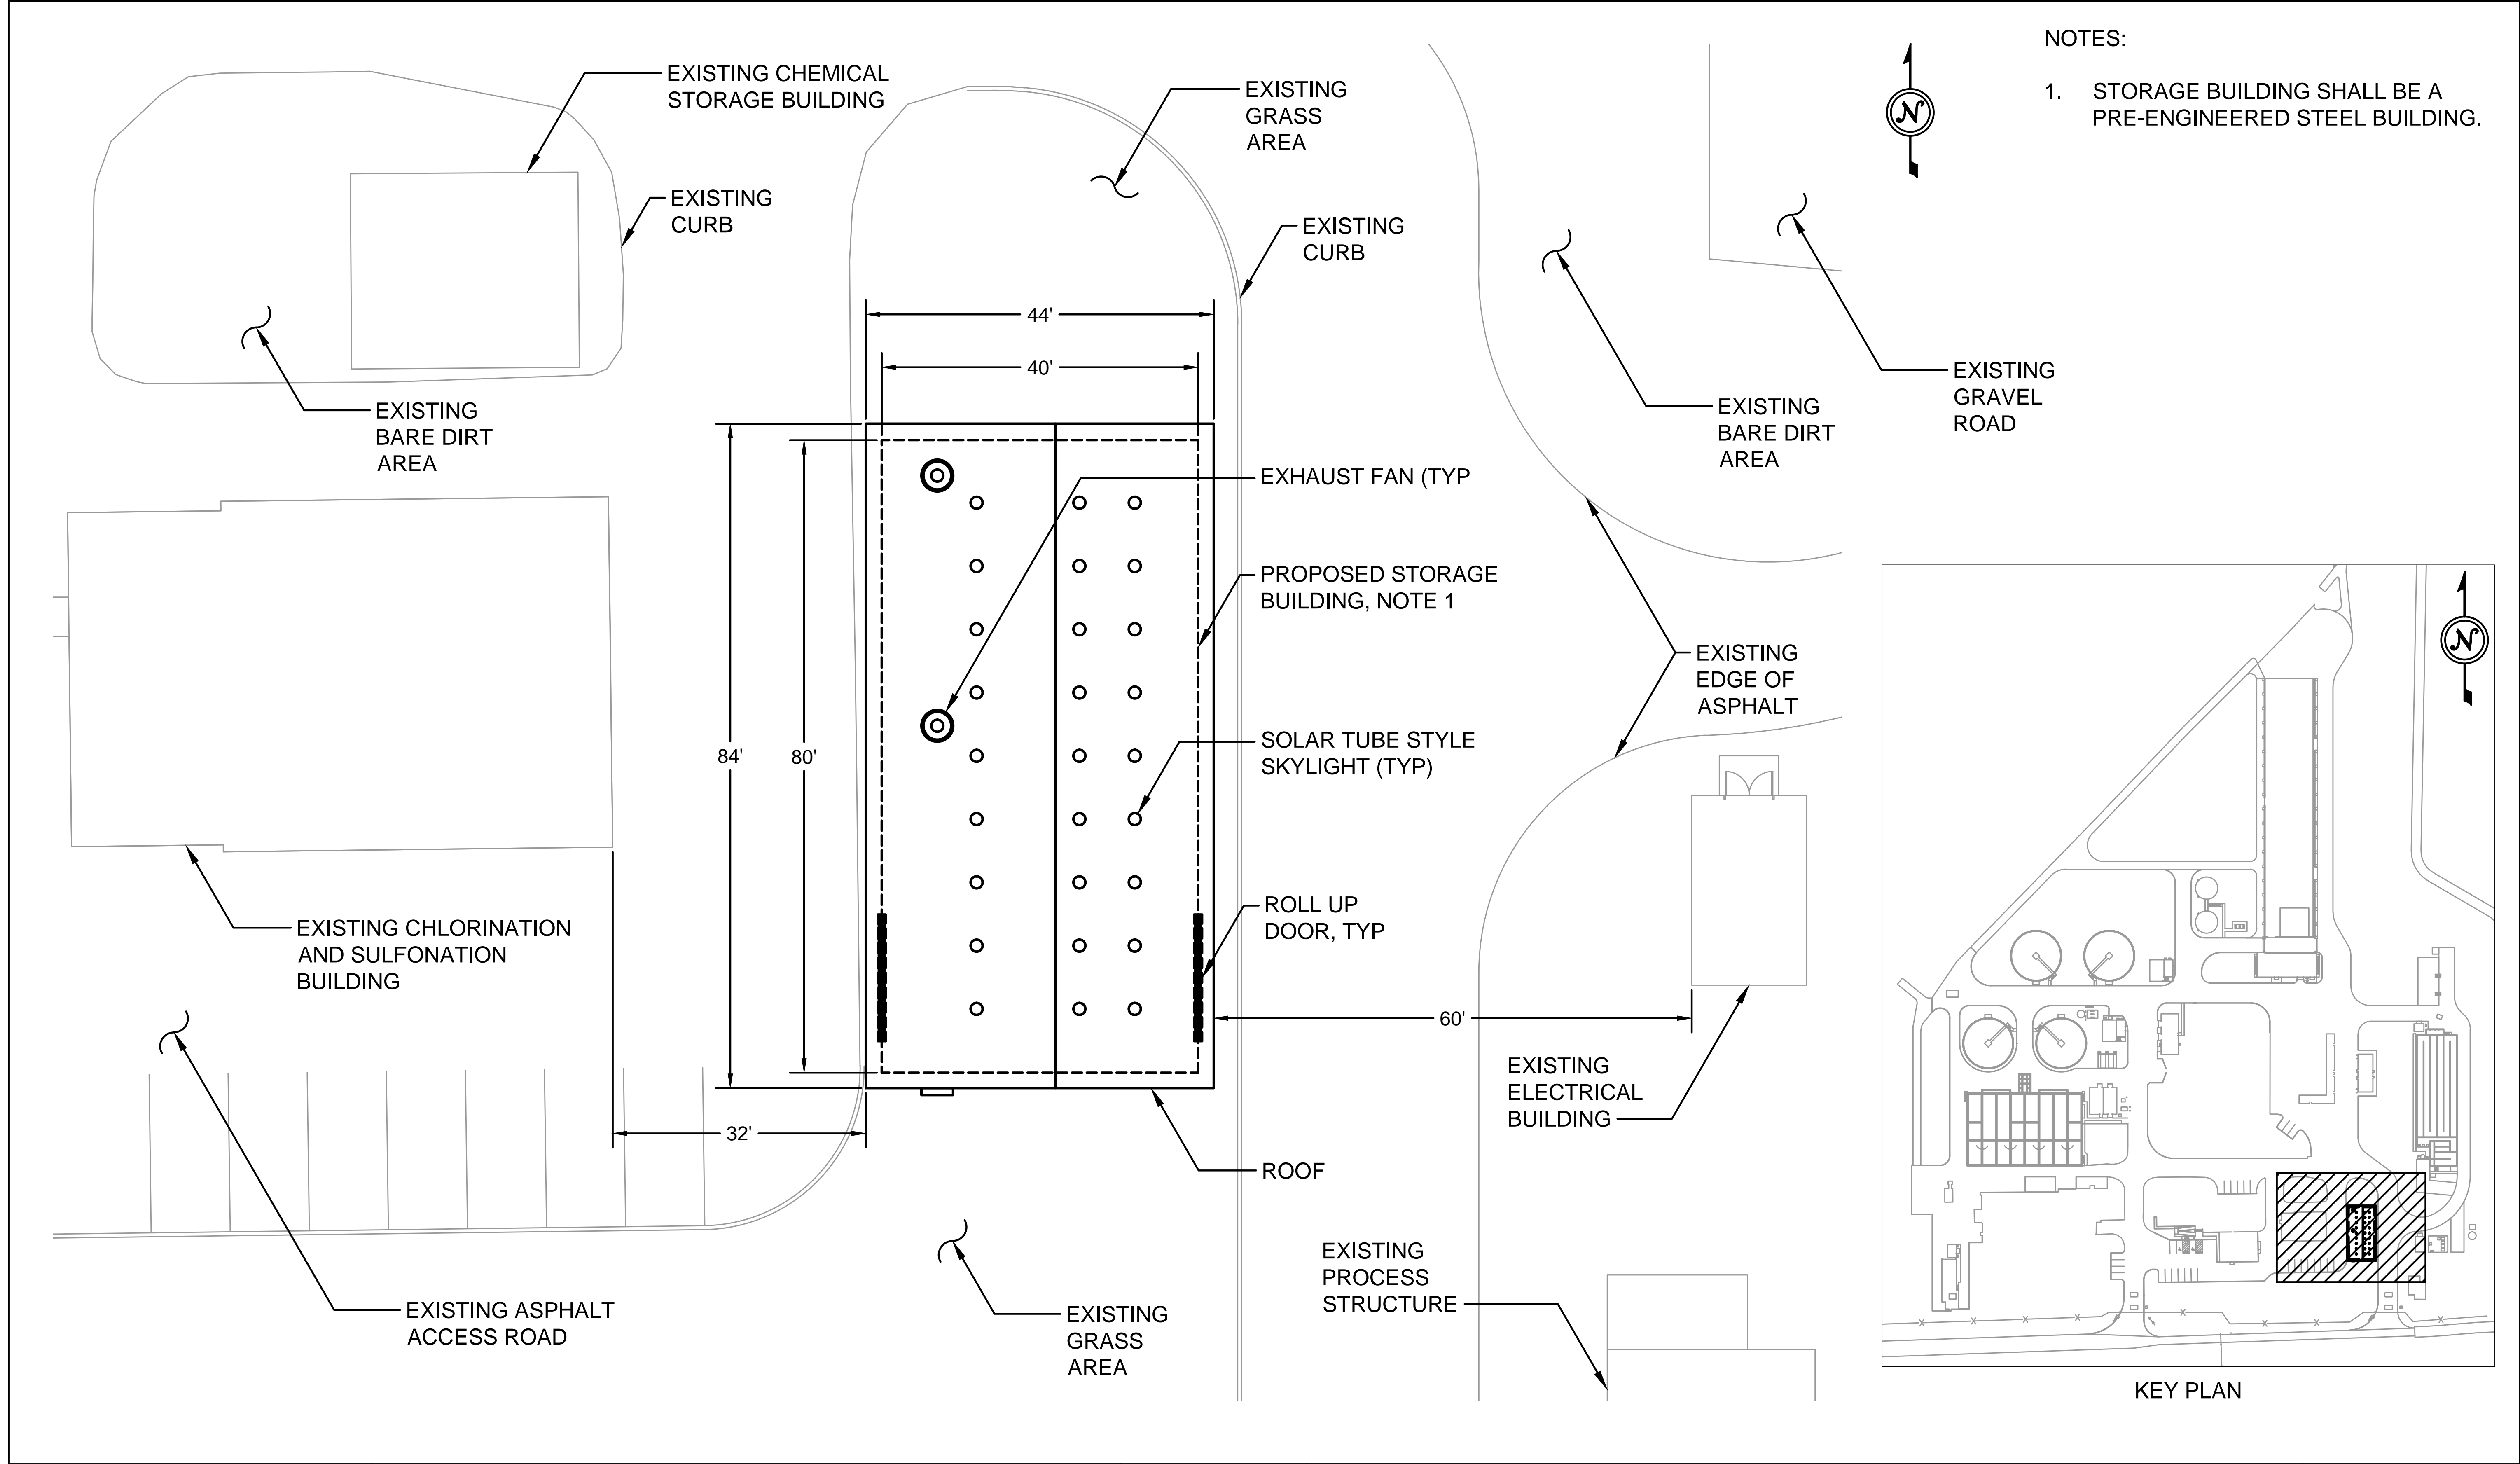 NOTES:
1. STORAGE BUILDING SHALL BE A
PRE-ENGINEERED STEEL BUILDING.
N
EXISTING CHEMICAL
STORAGE BUILDING
EXISTING
CURB
EXISTING
GRASS
AREA
EXISTING
CURB
44'
40'
EXISTING
BARE DIRT
AREA
EXISTING
GRAVEL
ROAD
EXISTING
BARE DIRT
AREA
EXHAUST FAN (TYP
PROPOSED STORAGE
BUILDING, NOTE 1
EXISTING
EDGE OF
ASPHALT
N
84'
80'
SOLAR TUBE STYLE
SKYLIGHT (TYP)
ROLL UP
DOOR, TYP
EXISTING CHLORINATION
AND SULFONATION
BUILDING
60'
EXISTING
ELECTRICAL
BUILDING
32'
ROOF
EXISTING
PROCESS
STRUCTURE
EXISTING ASPHALT
ACCESS ROAD
EXISTING
GRASS
AREA
X X X X X X X X X
KEY PLAN